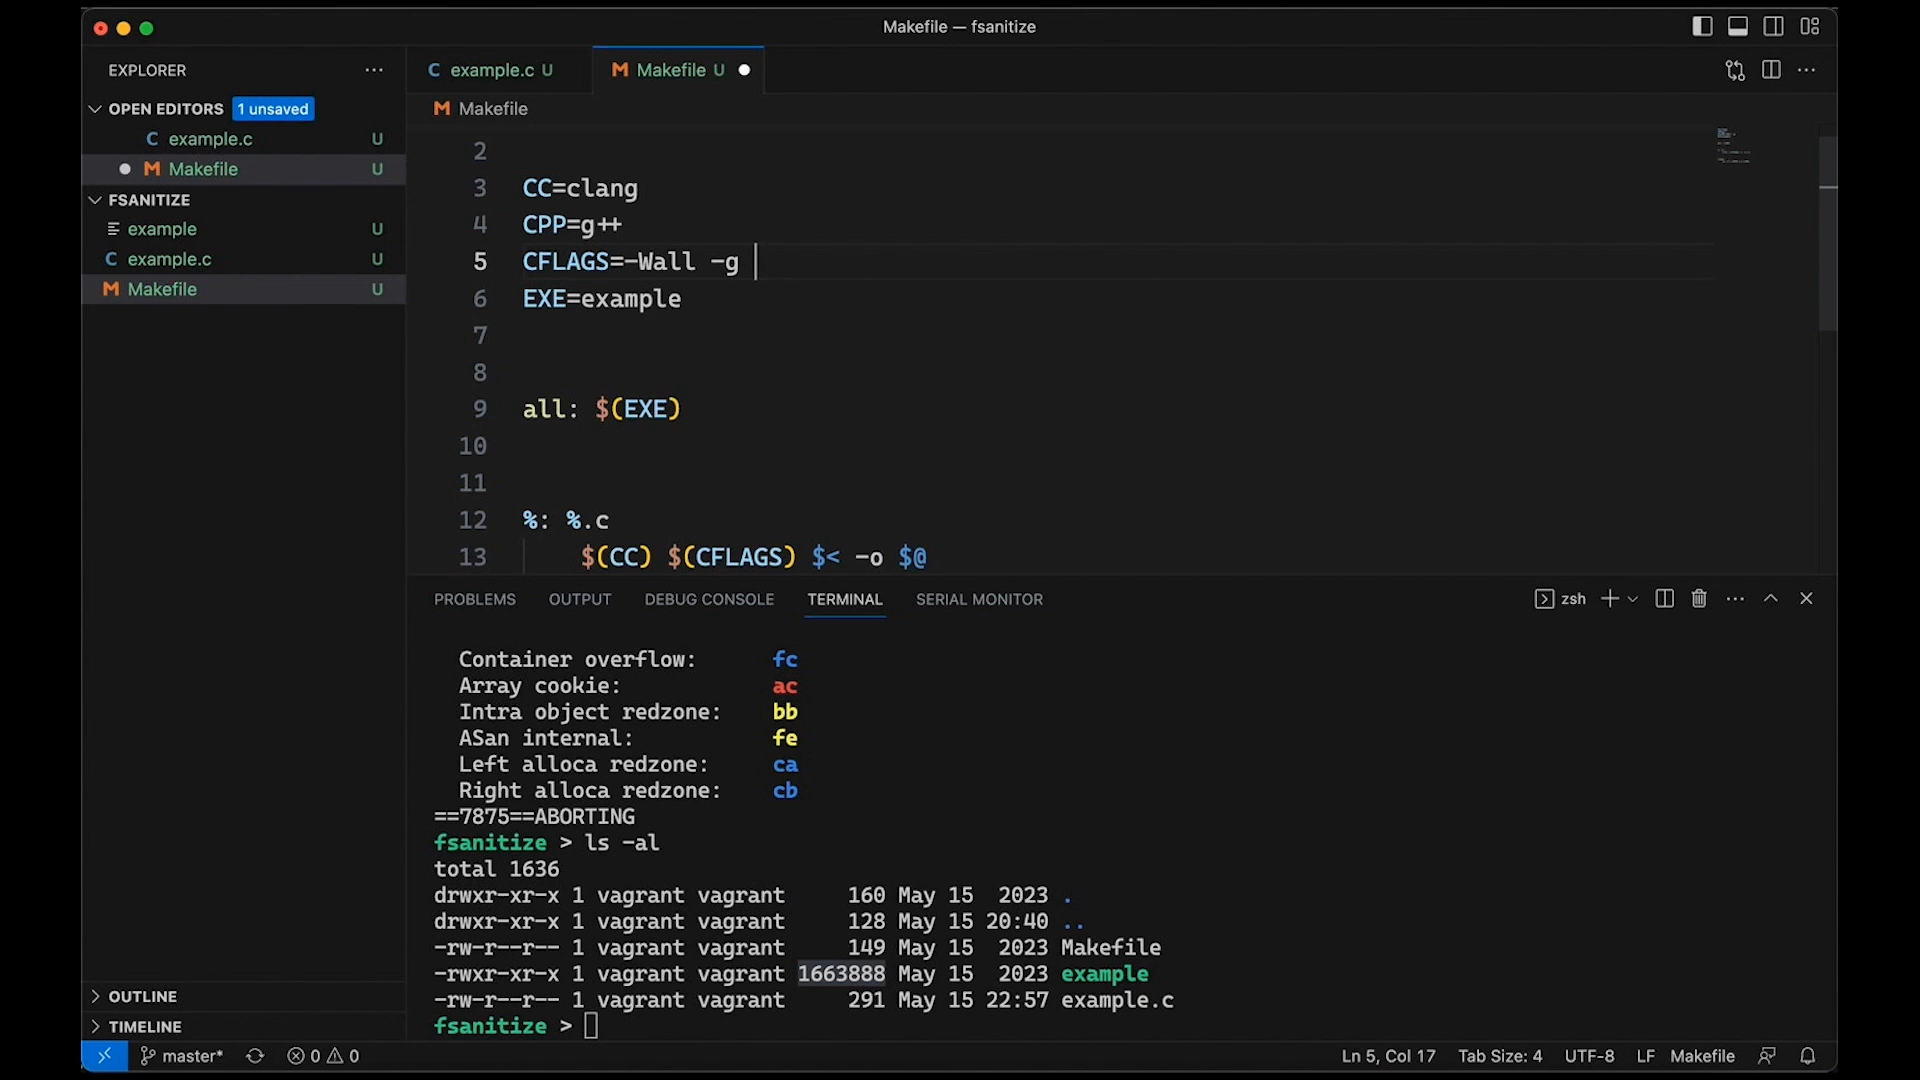 Makefile — fsanitize
EXPLORER
OPEN EDITORS 1 unsaved
C example.c U
M Makefile U
FSANITIZE
example U
C example.c U
M Makefile U
OUTLINE
TIMELINE
C example.c U
M Makefile U
M Makefile
2
3 CC=clang
4 CPP=g++
5 CFLAGS=-Wall -g
6 EXE=example
7
8
9 all: $(EXE)
10
11
12 %: %.c
13 $(CC) $(CFLAGS) $< -o $@
PROBLEMS OUTPUT DEBUG CONSOLE TERMINAL SERIAL MONITOR
zsh
Container overflow: fc
Array cookie: ac
Intra object redzone: bb
ASan internal: fe
Left alloca redzone: ca
Right alloca redzone: cb
==7875==ABORTING
fsanitize > ls -al
total 1636
drwxr-xr-x 1 vagrant vagrant 160 May 15 2023 .
drwxr-xr-x 1 vagrant vagrant 128 May 15 20:40 ..
-rw-r--r-- 1 vagrant vagrant 149 May 15 2023 Makefile
-rwxr-xr-x 1 vagrant vagrant 1663888 May 15 2023 example
-rw-r--r-- 1 vagrant vagrant 291 May 15 22:57 example.c
fsanitize >
master* 0 0 Ln 5, Col 17 Tab Size: 4 UTF-8 LF Makefile